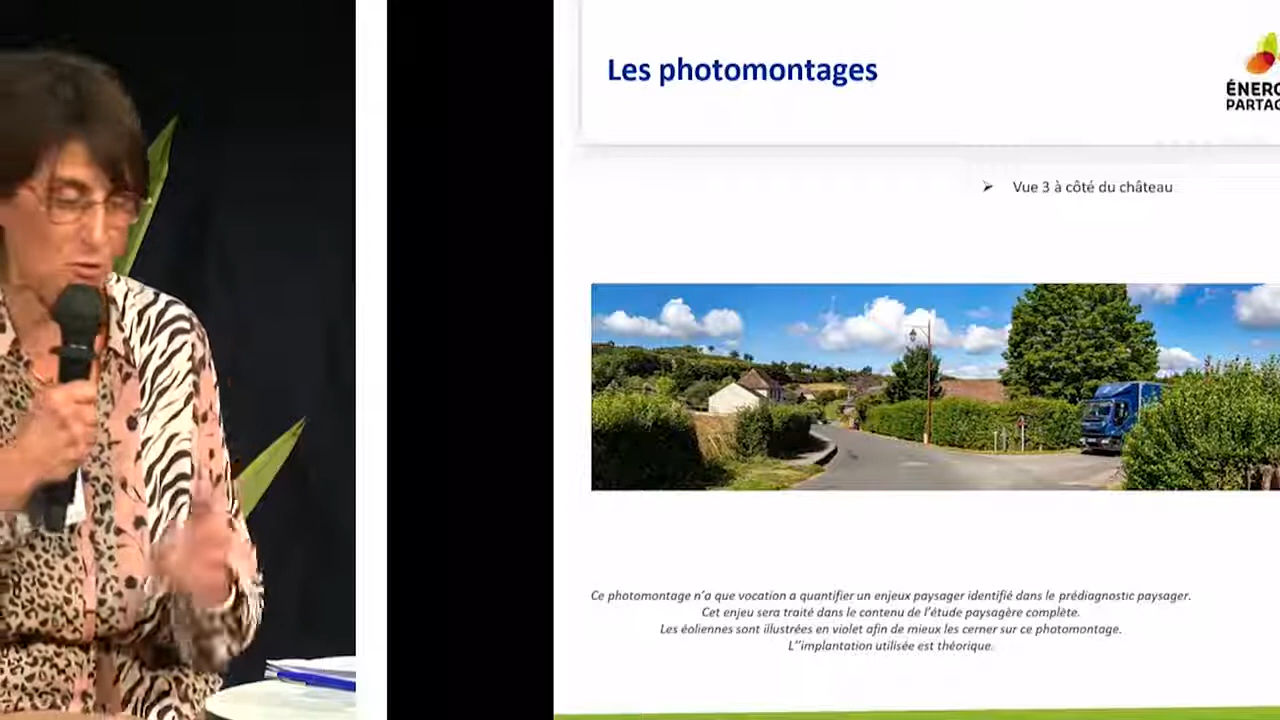 Les photomontages
ÉNERG
PARTAG
➢ Vue 3 à côté du château
Ce photomontage n'a que vocation a quantifier un enjeux paysager identifié dans le prédiagnostic paysager.
Cet enjeu sera traité dans le contenu de l'étude paysagère complète.
Les éoliennes sont illustrées en violet afin de mieux les cerner sur ce photomontage.
L''implantation utilisée est théorique.